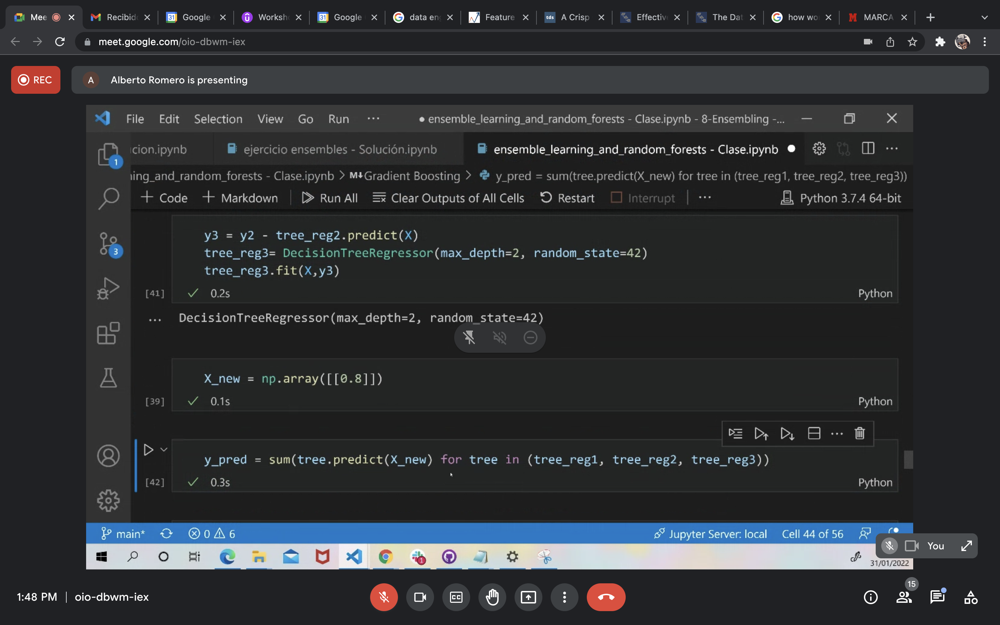 Mee
Recibid
31 Google
Worksh
31 Google
data en
Feature
tds A Crisp
Effectiv
The Dat
how wo
MARCA
meet.google.com/oio-dbwm-iex
REC
A Alberto Romero is presenting
File Edit Selection View Go Run ··· ● ensemble_learning_and_random_forests - Clase.ipynb - 8-Ensembling -...
cion.ipynb
ejercicio ensembles - Solución.ipynb
ensemble_learning_and_random_forests - Clase.ipynb
1
ing_and_random_forests - Clase.ipynb > M↓ Gradient Boosting > y_pred = sum(tree.predict(X_new) for tree in (tree_reg1, tree_reg2, tree_reg3))
+ Code + Markdown | Run All Clear Outputs of All Cells Restart Interrupt | ··· Python 3.7.4 64-bit
3
y3 = y2 - tree_reg2.predict(X)
tree_reg3= DecisionTreeRegressor(max_depth=2, random_state=42)
tree_reg3.fit(X,y3)
[41] ✓ 0.2s Python
... DecisionTreeRegressor(max_depth=2, random_state=42)
X_new = np.array([[0.8]])
[39] ✓ 0.1s Python
y_pred = sum(tree.predict(X_new) for tree in (tree_reg1, tree_reg2, tree_reg3))
[42] ✓ 0.3s Python
main* 0 6 Jupyter Server: local Cell 44 of 56
You
1
31/01/2022
1:48 PM | oio-dbwm-iex
CC
15